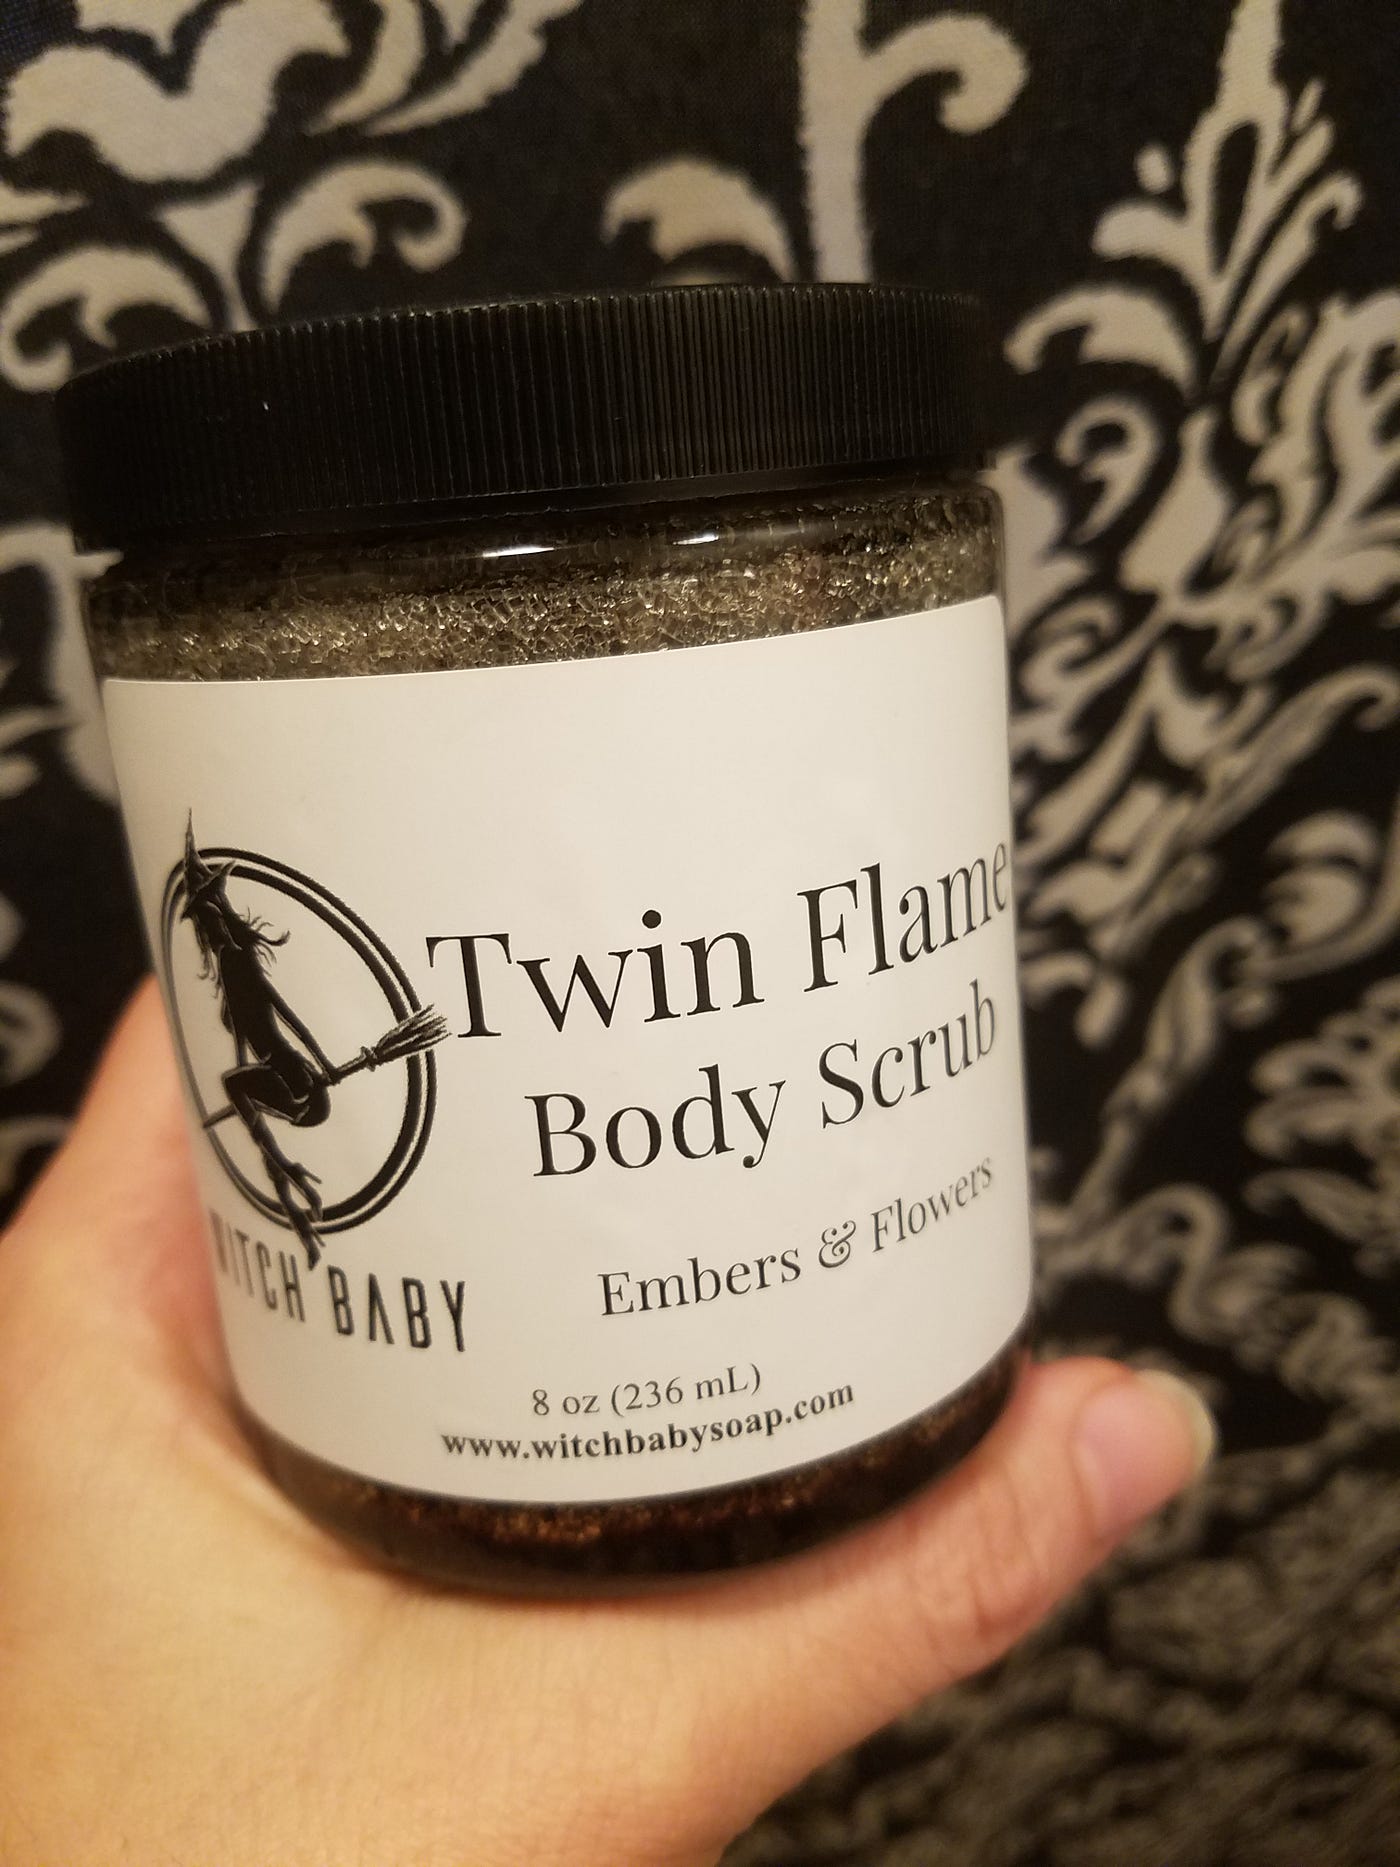 Twin Flame
Body Scrub
Embers & Flowers
WITCH BABY
8 oz (236 mL)
www.witchbabysoap.com